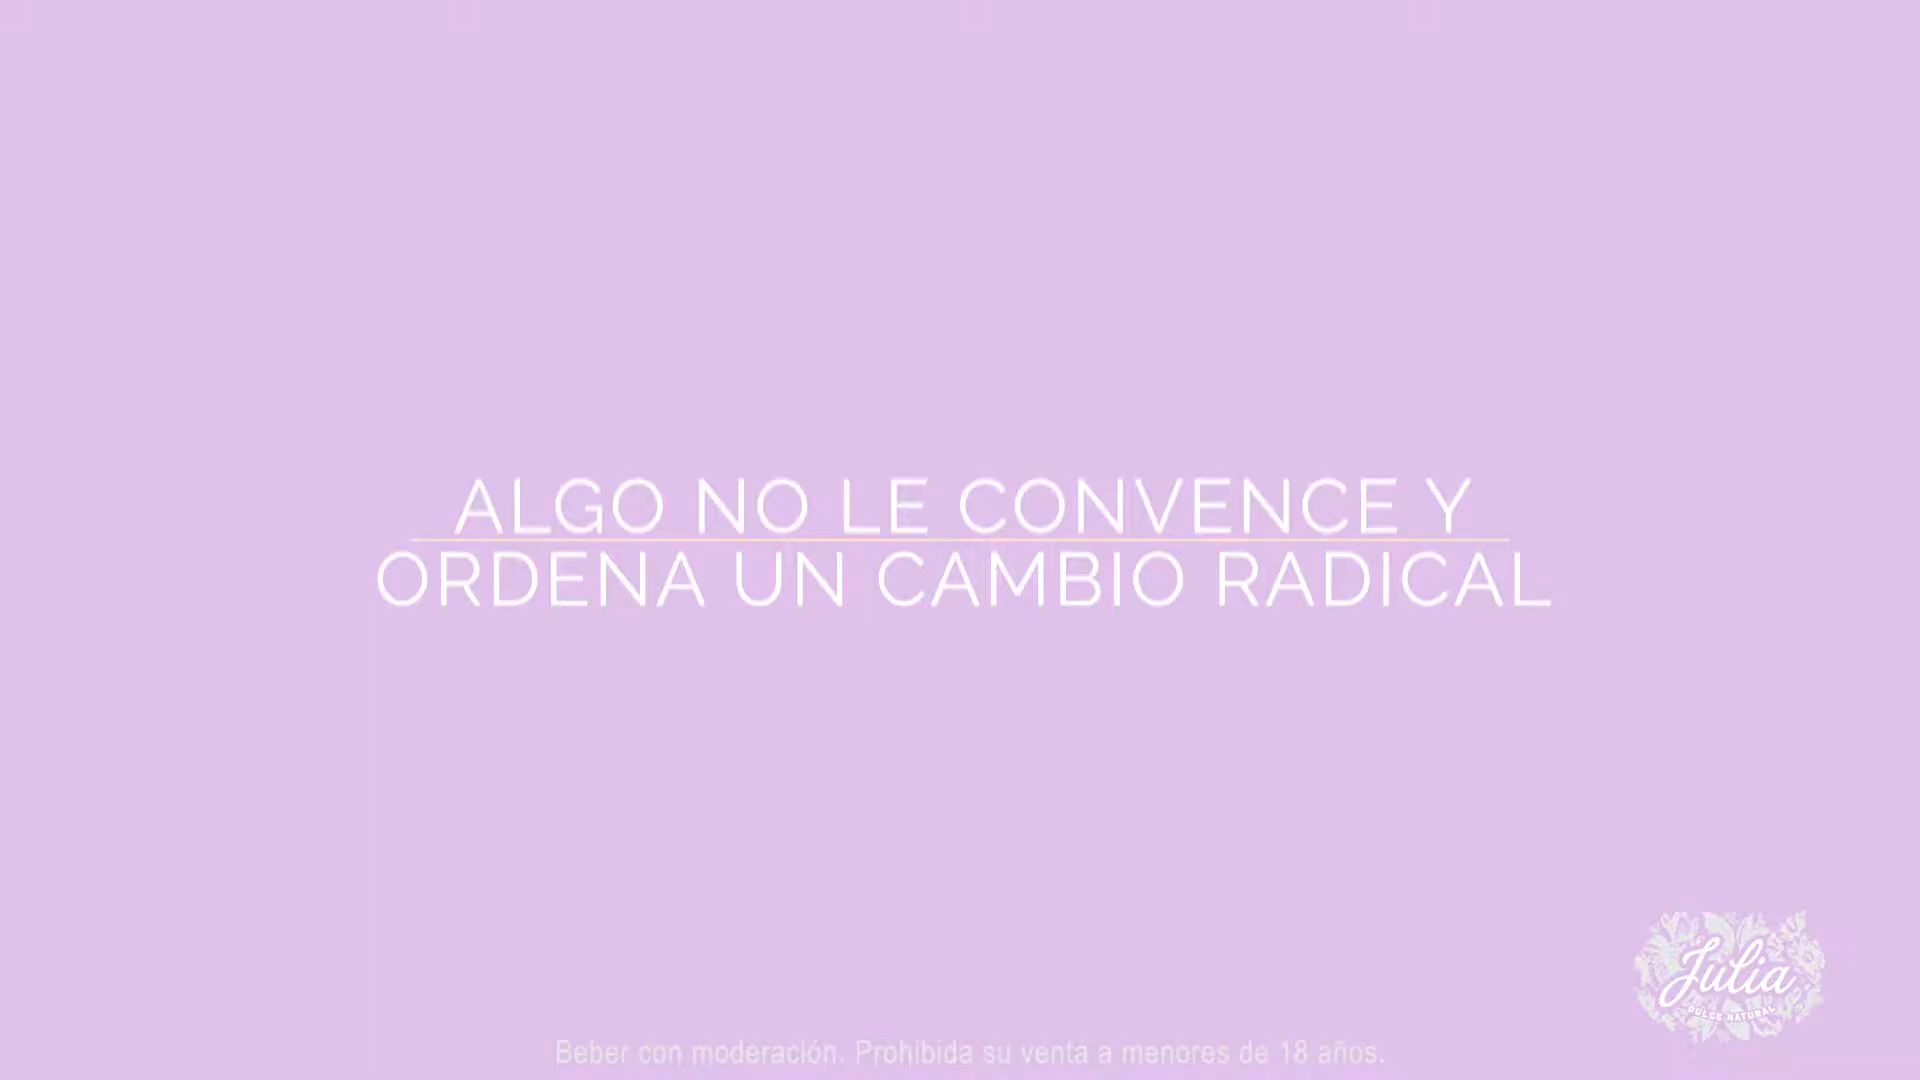 ALGO NO LE CONVENCE Y
ORDENA UN CAMBIO RADICAL
Julia
DULCE NATURAL
Beber con moderación. Prohibida su venta a menores de 18 años.